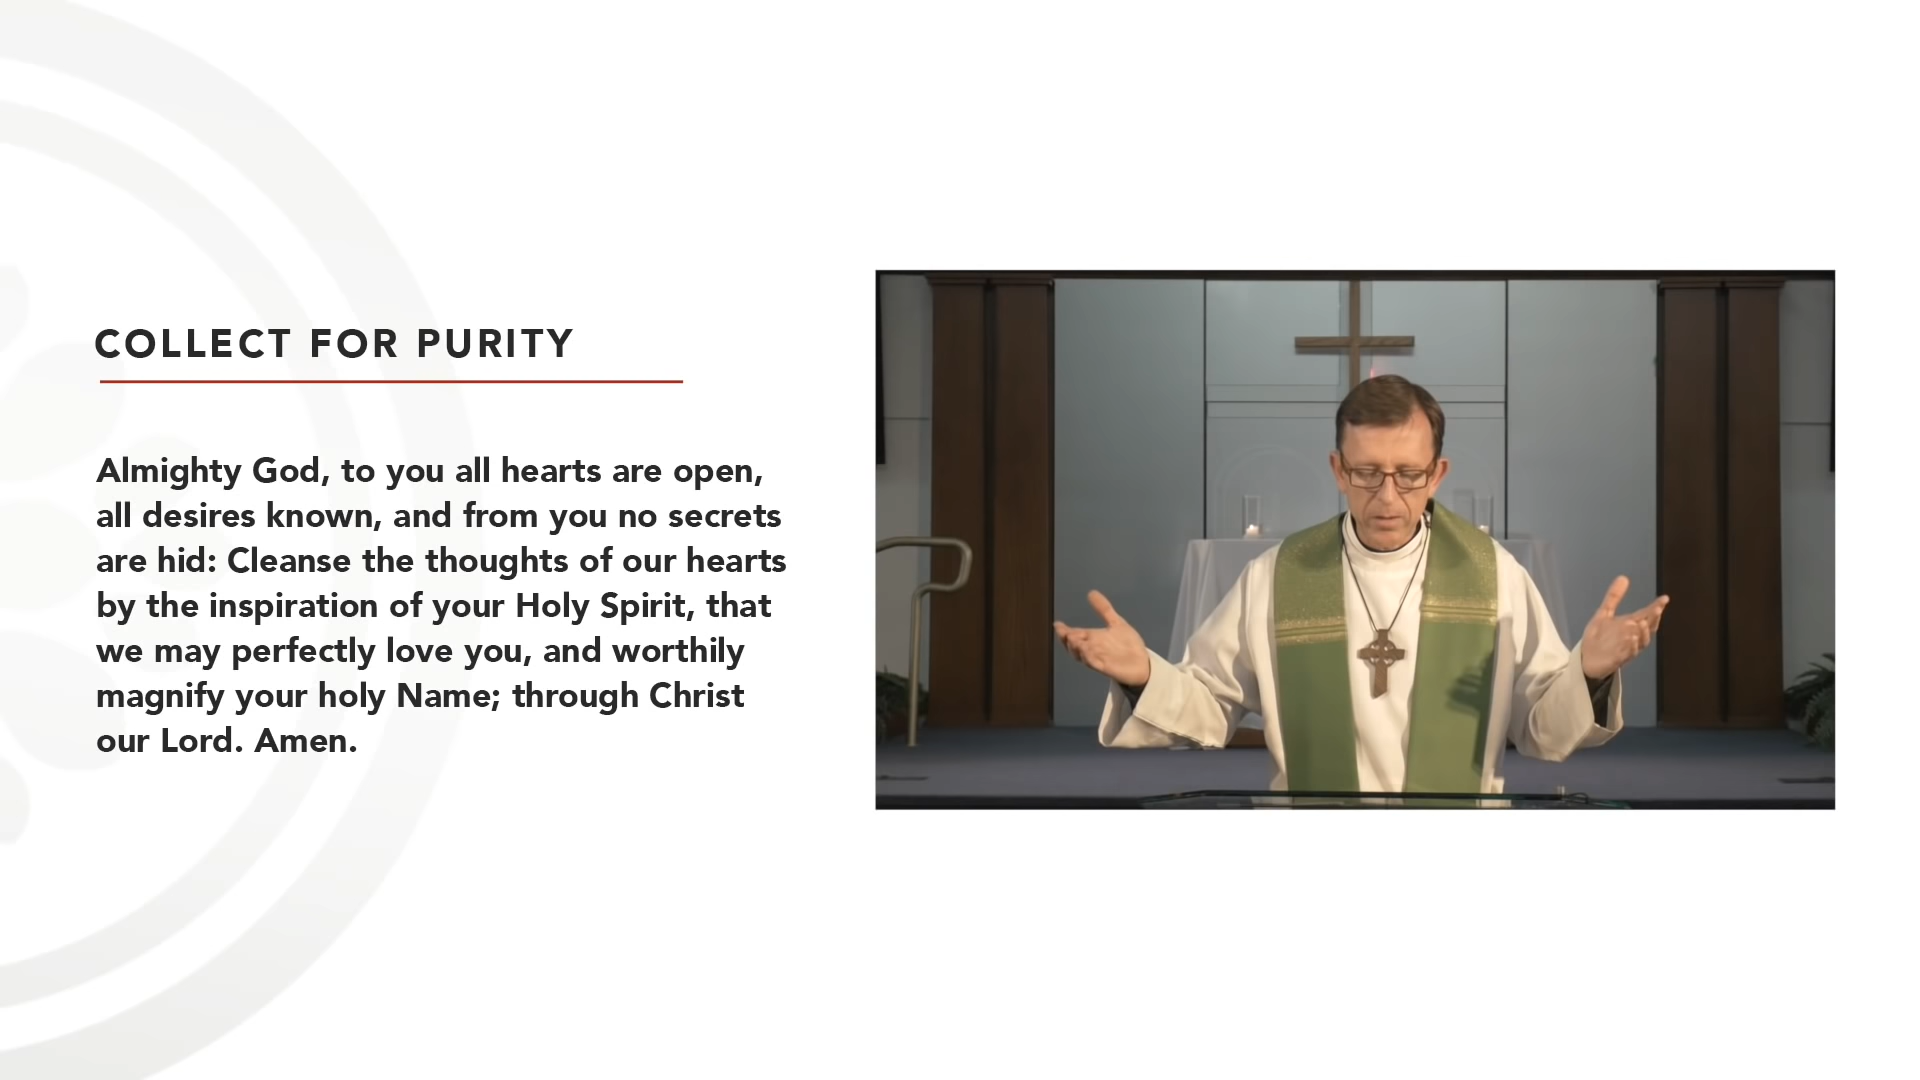 COLLECT FOR PURITY
Almighty God, to you all hearts are open,
all desires known, and from you no secrets
are hid: Cleanse the thoughts of our hearts
by the inspiration of your Holy Spirit, that
we may perfectly love you, and worthily
magnify your holy Name; through Christ
our Lord. Amen.